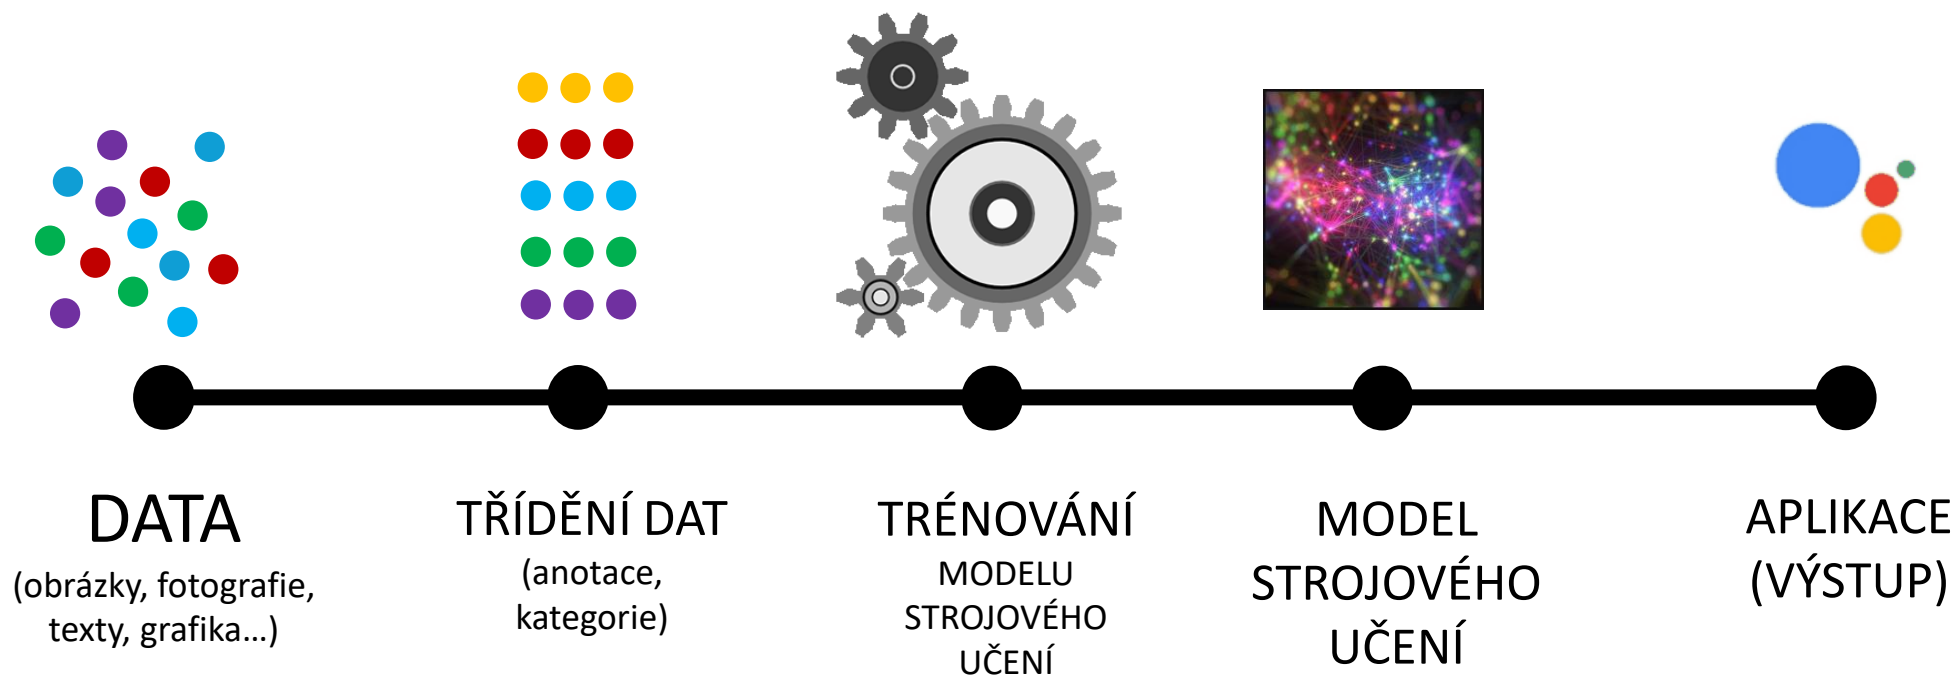 DATA
(obrázky, fotografie,
texty, grafika...)
TŘÍDĚNÍ DAT
(anotace,
kategorie)
TRÉNOVÁNÍ
MODELU
STROJOVÉHO
UČENÍ
MODEL
STROJOVÉHO
UČENÍ
APLIKACE
(VÝSTUP)